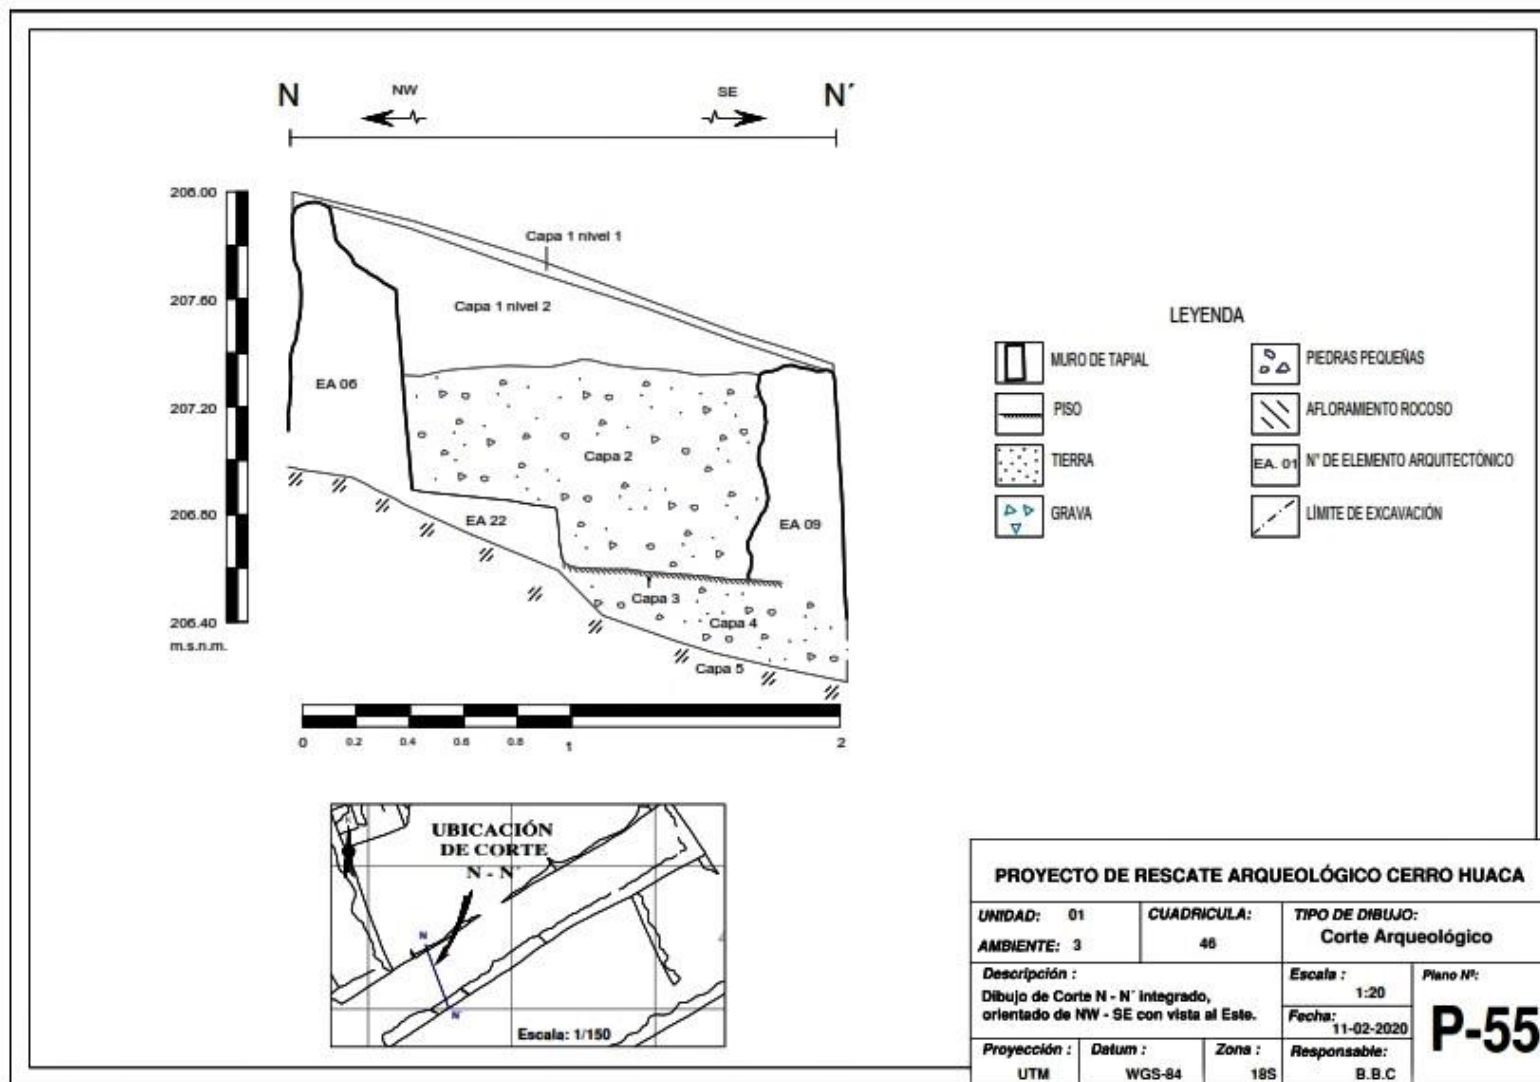 N NW SE N´
206.00
Capa 1 nivel 1
207.60
Capa 1 nivel 2
EA 06
207.20
Capa 2
206.80
EA 22
EA 09
Capa 3
206.40
Capa 4
m.s.n.m.
Capa 5
0 0.2 0.4 0.6 0.8 1 2
LEYENDA
MURO DE TAPIAL
PIEDRAS PEQUEÑAS
PISO
AFLORAMIENTO ROCOSO
TIERRA
EA. 01 N° DE ELEMENTO ARQUITECTÓNICO
GRAVA
LÍMITE DE EXCAVACIÓN
UBICACIÓN
DE CORTE
N - N´
N
N´
Escala: 1/150
PROYECTO DE RESCATE ARQUEOLÓGICO CERRO HUACA
UNIDAD: 01
AMBIENTE: 3
CUADRICULA:
46
TIPO DE DIBUJO:
Corte Arqueológico
Descripción :
Dibujo de Corte N - N´ integrado,
orientado de NW - SE con vista al Este.
Escala :
1:20
Fecha:
11-02-2020
Plano Nº:
P-55
Proyección :
UTM
Datum :
WGS-84
Zona :
18S
Responsable:
B.B.C